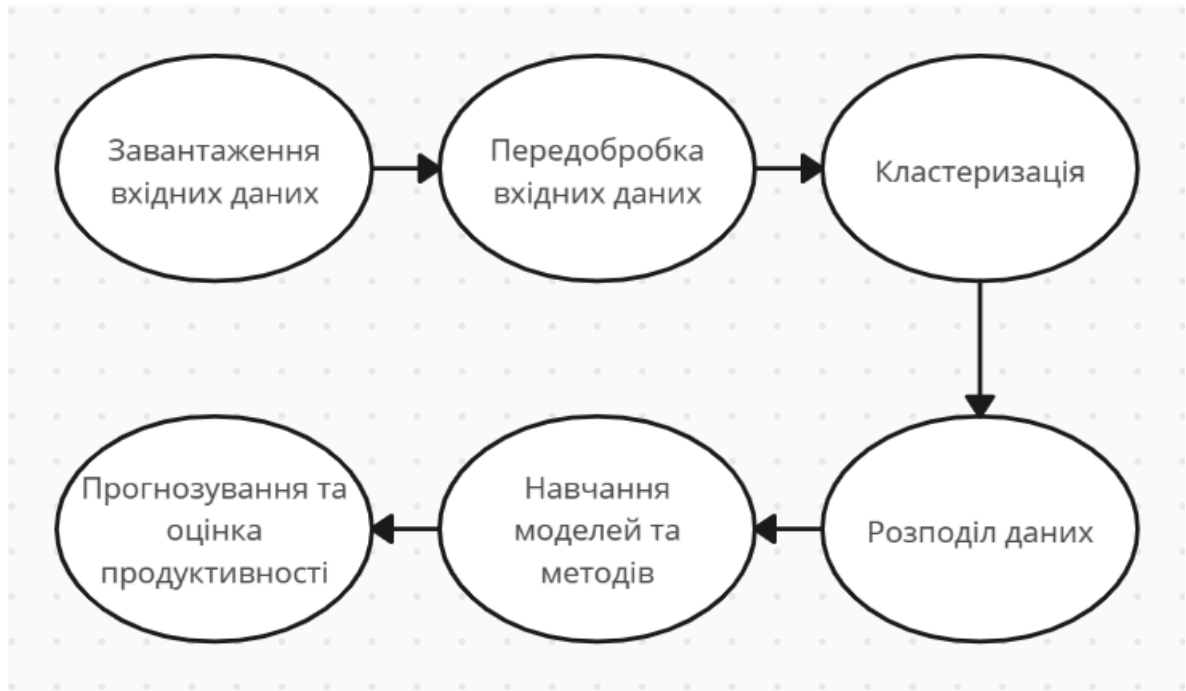 Завантаження
вхідних даних
Передобробка
вхідних даних
Кластеризація
Прогнозування та
оцінка
продуктивності
Навчання
моделей та
методів
Розподіл даних